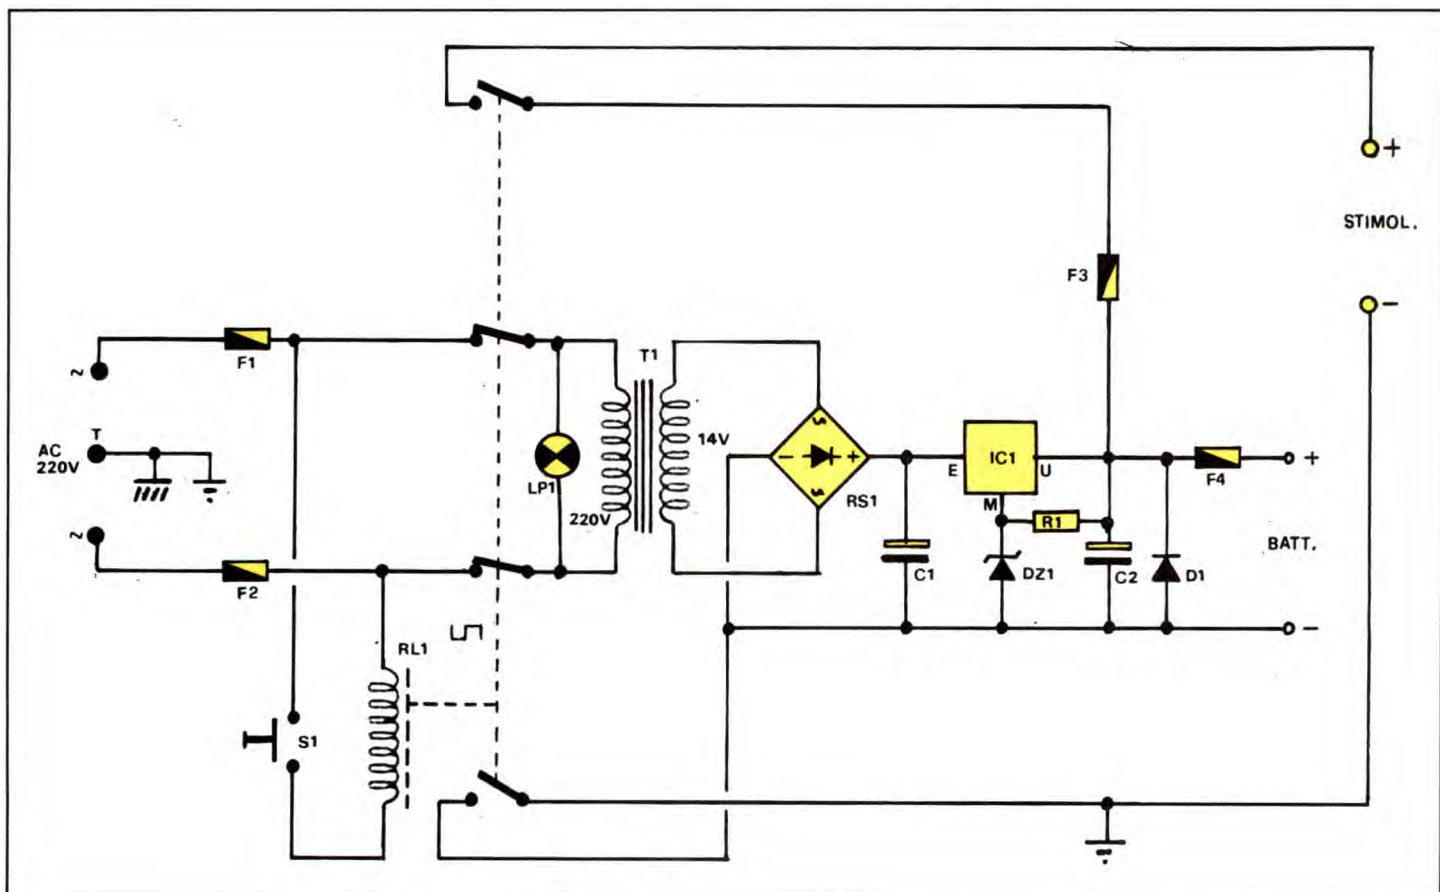 +
STIMOL.
−
F1
F3
T1
~
T
AC
220V
14V
LP1
220V
~
− +
RS1
E
IC1
U
M
R1
F4
+
BATT.
C1
DZ1
C2
D1
−
F2
RL1
S1